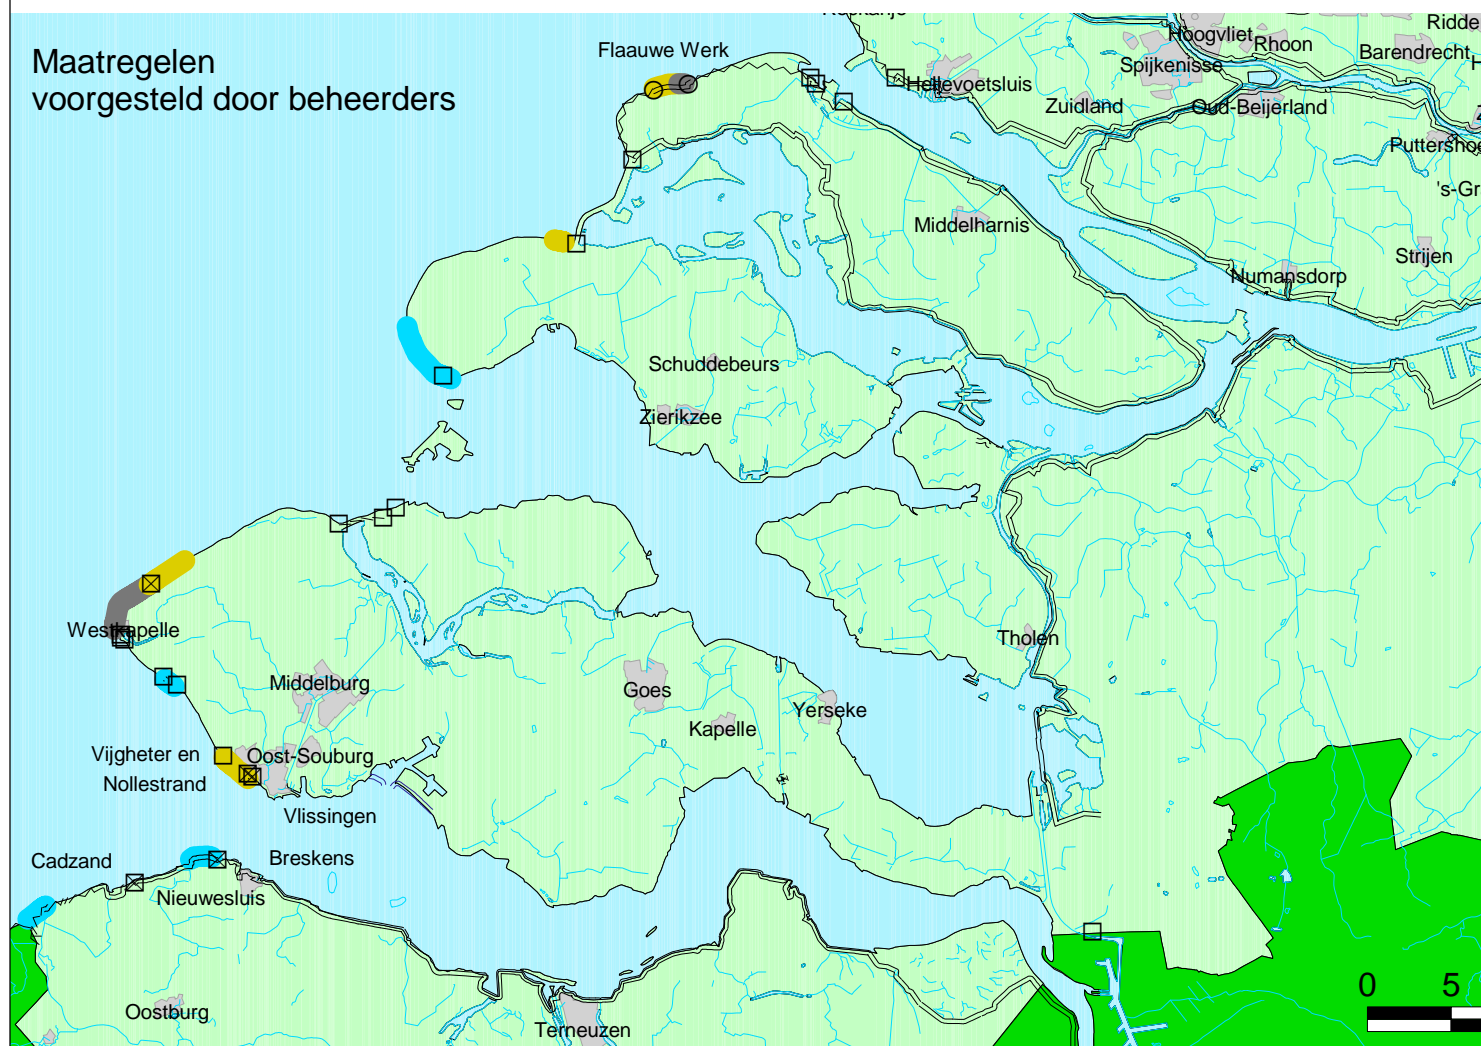 Maatregelen
voorgesteld door beheerders
Flaauwe Werk
Hellevoetsluis
Hoogvliet
Rhoon
Spijkenisse
Barendrecht
Zuidland
Oud-Beijerland
Middelharnis
Strijen
Numansdorp
Schuddebeurs
Zierikzee
Westkapelle
Tholen
Middelburg
Goes
Yerseke
Kapelle
Vijgheter en
Nollestrand
Oost-Souburg
Vlissingen
Cadzand
Breskens
Nieuwesluis
Oostburg
Terneuzen
0 5